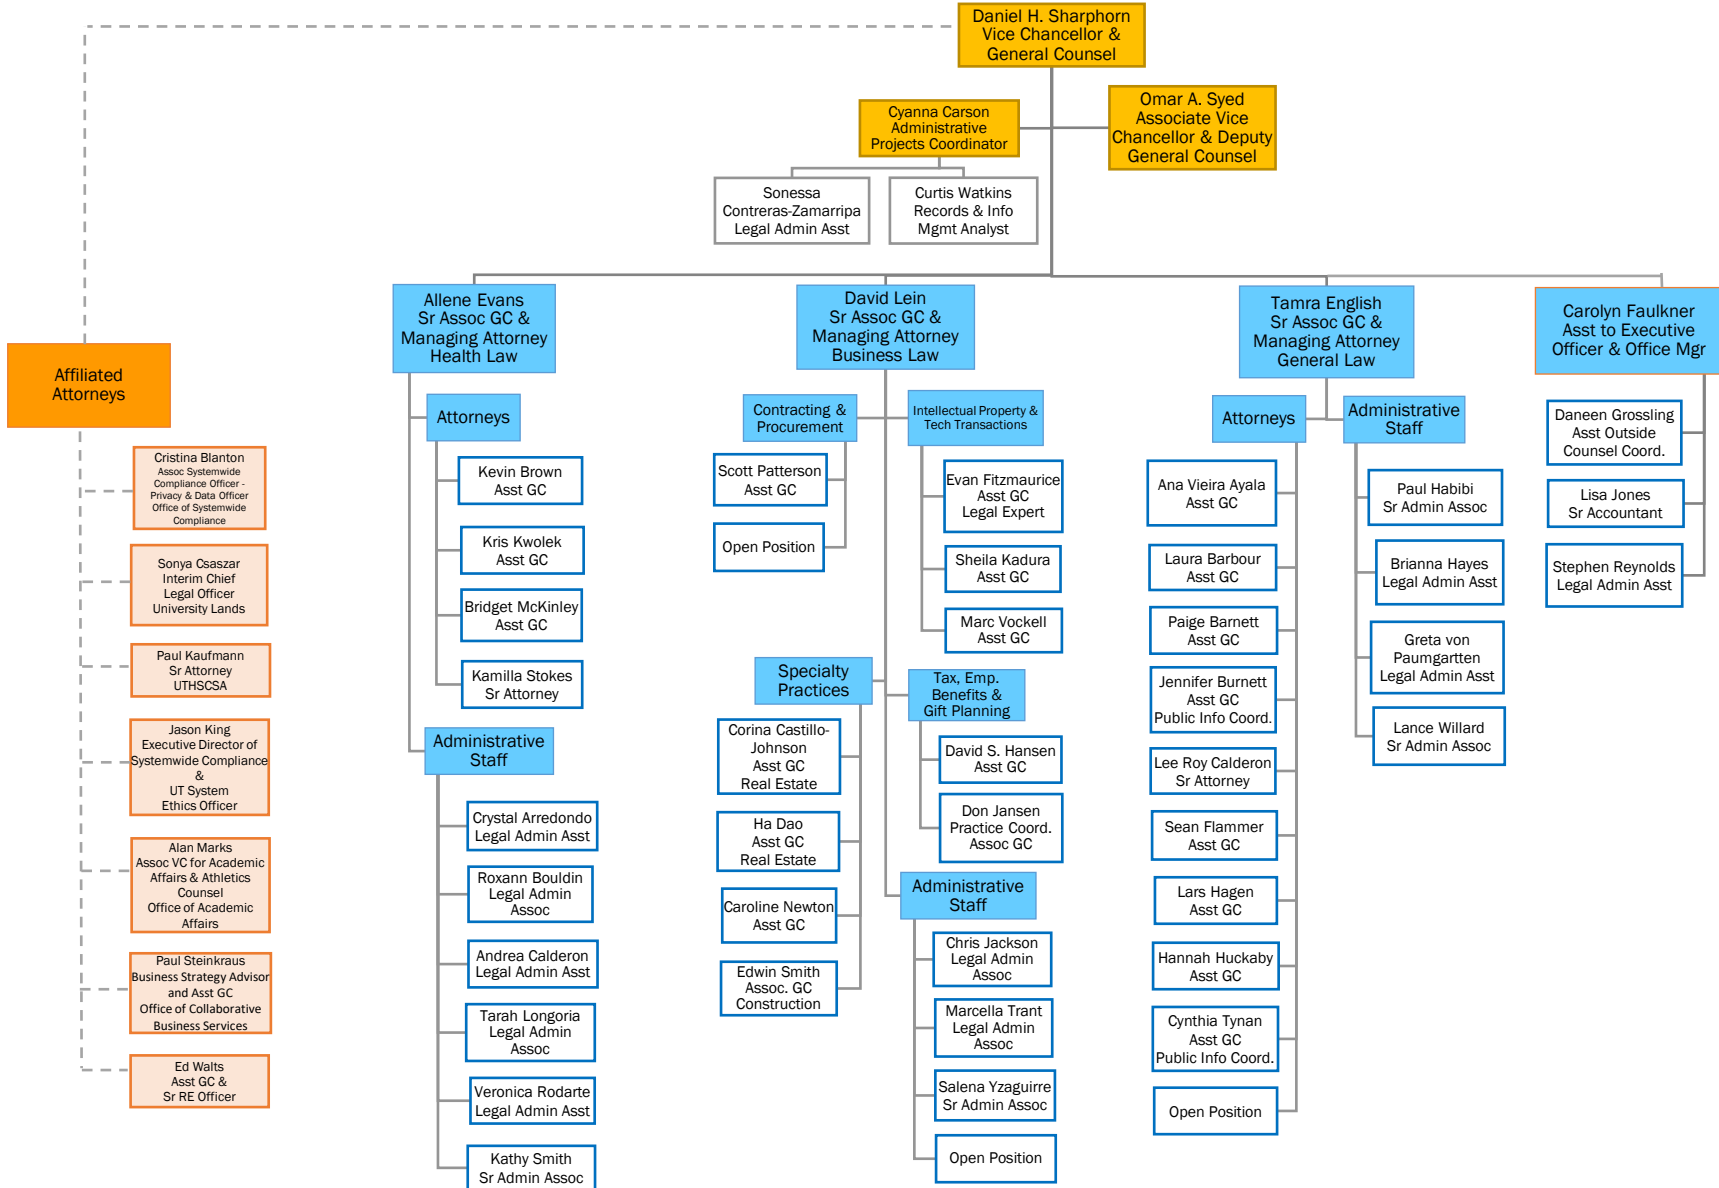 Daniel H. Sharphorn
Vice Chancellor &
General Counsel
Cyanna Carson
Administrative
Projects Coordinator
Omar A. Syed
Associate Vice
Chancellor & Deputy
General Counsel
Sonessa
Contreras-Zamarripa
Legal Admin Asst
Curtis Watkins
Records & Info
Mgmt Analyst
Affiliated
Attorneys
Cristina Blanton
Assoc Systemwide
Compliance Officer -
Privacy & Data Officer
Office of Systemwide
Compliance
Sonya Csaszar
Interim Chief
Legal Officer
University Lands
Paul Kaufmann
Sr Attorney
UTHSCSA
Jason King
Executive Director of
Systemwide Compliance
&
UT System
Ethics Officer
Alan Marks
Assoc VC for Academic
Affairs & Athletics
Counsel
Office of Academic
Affairs
Paul Steinkraus
Business Strategy Advisor
and Asst GC
Office of Collaborative
Business Services
Ed Walts
Asst GC &
Sr RE Officer
Allene Evans
Sr Assoc GC &
Managing Attorney
Health Law
Attorneys
Kevin Brown
Asst GC
Kris Kwolek
Asst GC
Bridget McKinley
Asst GC
Kamilla Stokes
Sr Attorney
Administrative
Staff
Crystal Arredondo
Legal Admin Asst
Roxann Bouldin
Legal Admin
Assoc
Andrea Calderon
Legal Admin Asst
Tarah Longoria
Legal Admin
Assoc
Veronica Rodarte
Legal Admin Asst
Kathy Smith
Sr Admin Assoc
David Lein
Sr Assoc GC &
Managing Attorney
Business Law
Contracting &
Procurement
Scott Patterson
Asst GC
Open Position
Intellectual Property &
Tech Transactions
Evan Fitzmaurice
Asst GC
Legal Expert
Sheila Kadura
Asst GC
Marc Vockell
Asst GC
Specialty
Practices
Corina Castillo-
Johnson
Asst GC
Real Estate
Ha Dao
Asst GC
Real Estate
Caroline Newton
Asst GC
Edwin Smith
Assoc. GC
Construction
Tax, Emp.
Benefits &
Gift Planning
David S. Hansen
Asst GC
Don Jansen
Practice Coord.
Assoc GC
Administrative
Staff
Chris Jackson
Legal Admin
Assoc
Marcella Trant
Legal Admin
Assoc
Salena Yzaguirre
Sr Admin Assoc
Open Position
Tamra English
Sr Assoc GC &
Managing Attorney
General Law
Attorneys
Ana Vieira Ayala
Asst GC
Laura Barbour
Asst GC
Paige Barnett
Asst GC
Jennifer Burnett
Asst GC
Public Info Coord.
Lee Roy Calderon
Sr Attorney
Sean Flammer
Asst GC
Lars Hagen
Asst GC
Hannah Huckaby
Asst GC
Cynthia Tynan
Asst GC
Public Info Coord.
Open Position
Administrative
Staff
Paul Habibi
Sr Admin Assoc
Brianna Hayes
Legal Admin Asst
Greta von
Paumgartten
Legal Admin Asst
Lance Willard
Sr Admin Assoc
Carolyn Faulkner
Asst to Executive
Officer & Office Mgr
Daneen Grossling
Asst Outside
Counsel Coord.
Lisa Jones
Sr Accountant
Stephen Reynolds
Legal Admin Asst